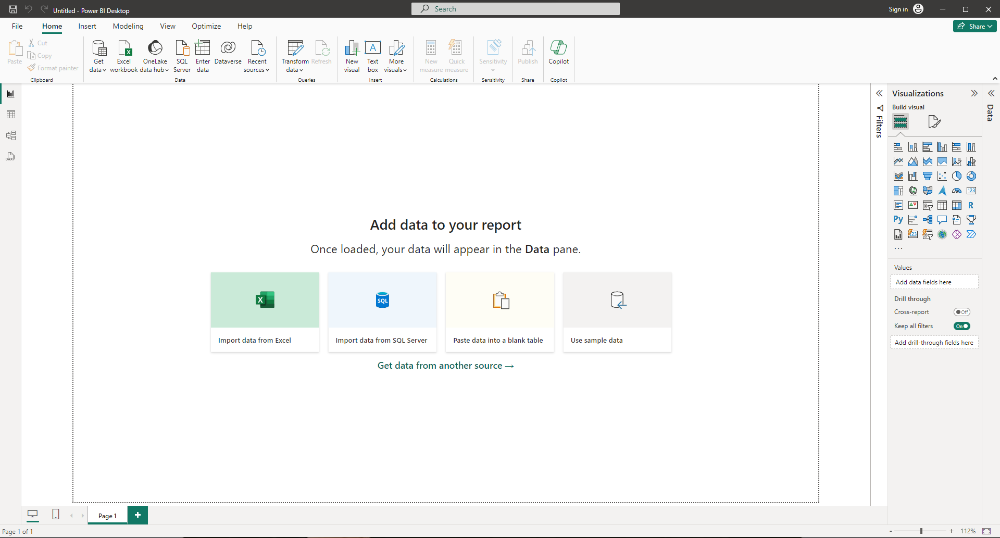 Untitled - Power BI Desktop
Search
Sign in
File Home Insert Modeling View Optimize Help
Share
Paste
Cut
Copy
Format painter
Clipboard
Get data
Excel workbook
OneLake data hub
SQL Server
Enter data
Dataverse
Recent sources
Data
Transform data
Refresh
Queries
New visual
Text box
More visuals
Insert
New measure
Quick measure
Calculations
Sensitivity
Sensitivity
Publish
Share
Copilot
Copilot
DAX
Add data to your report
Once loaded, your data will appear in the Data pane.
X
SQL
Import data from Excel
Import data from SQL Server
Paste data into a blank table
Use sample data
Get data from another source →
Filters
Visualizations
Build visual
123
R
Py
123
...
Values
Add data fields here
Drill through
Cross-report
Off
Keep all filters
On
Add drill-through fields here
Data
Page 1
+
Page 1 of 1
- + 112%